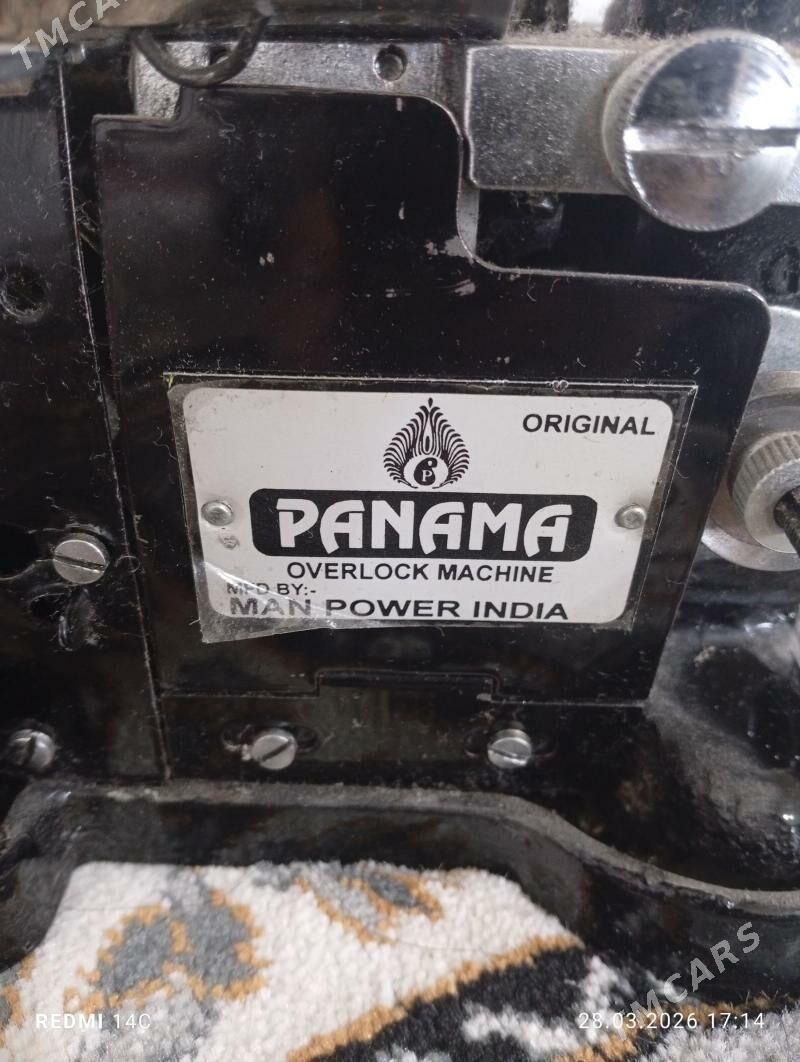 TMCARS
ORIGINAL
P
PANAMA
OVERLOCK MACHINE
MFD BY:-
MAN POWER INDIA
TMCARS
REDMI 14C
28.03.2026 17:14